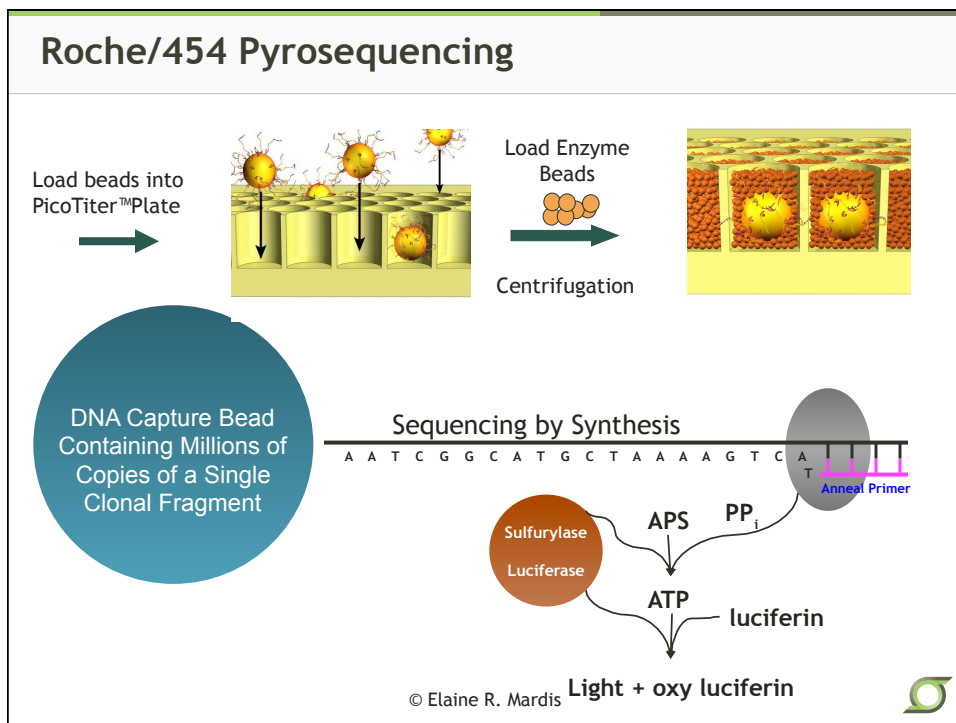 Roche/454 Pyrosequencing
Load beads into
PicoTiter™Plate
Load Enzyme
Beads
Centrifugation
DNA Capture Bead
Containing Millions of
Copies of a Single
Clonal Fragment
Sequencing by Synthesis
A A T C G G C A T G C T A A A A G T C A
T
Anneal Primer
Sulfurylase
Luciferase
APS
PPi
ATP
luciferin
Light + oxy luciferin
© Elaine R. Mardis